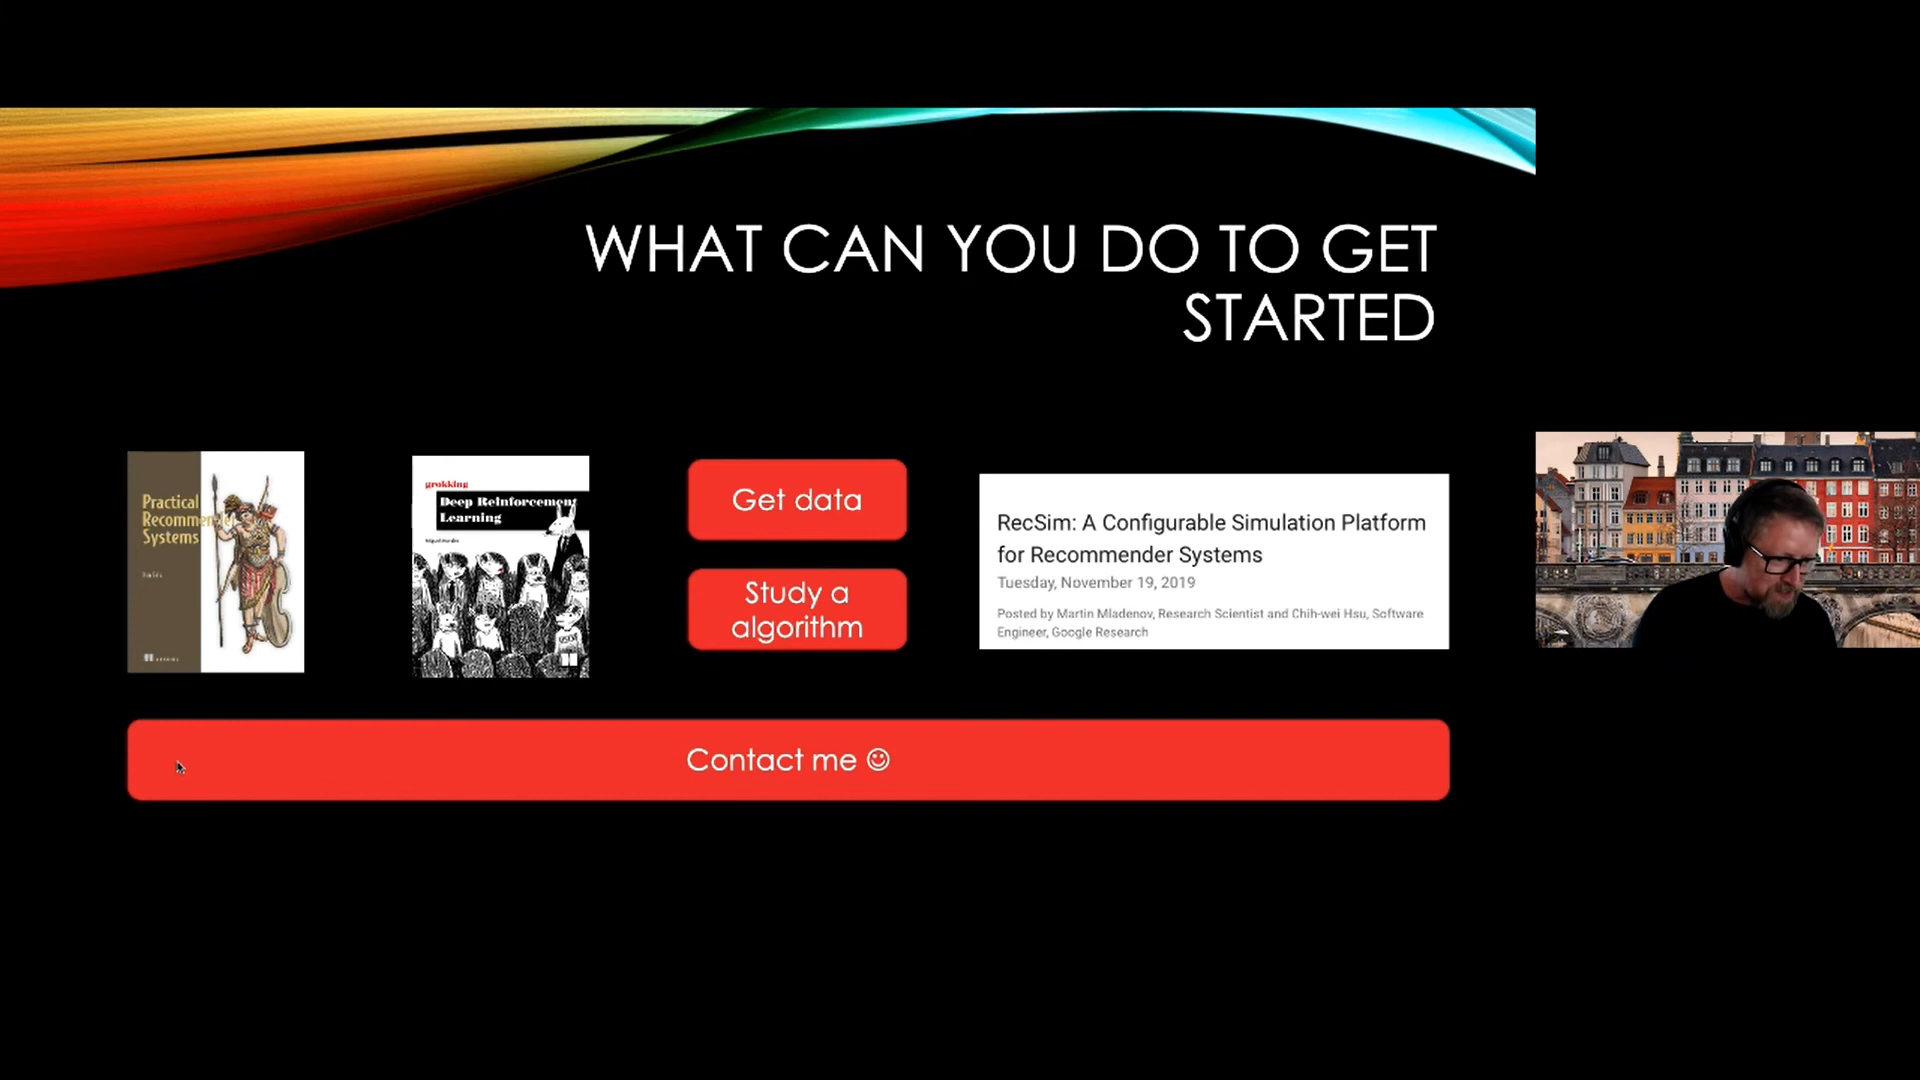 WHAT CAN YOU DO TO GET
STARTED
Practical
Recommender
Systems
grokking
Deep Reinforcement
Learning
Get data
Study a
algorithm
RecSim: A Configurable Simulation Platform
for Recommender Systems
Tuesday, November 19, 2019
Posted by Martin Mladenov, Research Scientist and Chih-wei Hsu, Software
Engineer, Google Research
Contact me ☺